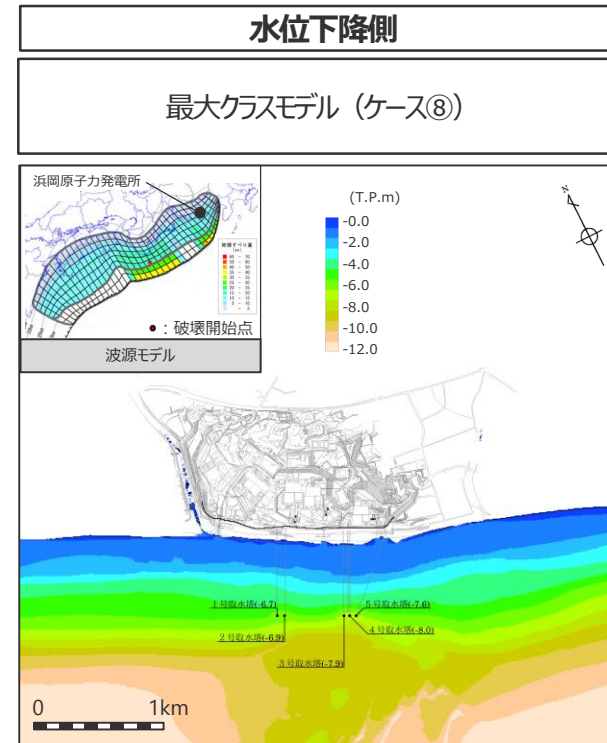 水位下降側
最大クラスモデル（ケース⑧）
浜岡原子力発電所
：破壊開始点
波源モデル
(T.P.m)
-0.0
-2.0
-4.0
-6.0
-8.0
-10.0
-12.0
N
1号取水塔(-6.7)
5号取水塔(-7.6)
2号取水塔(-6.9)
4号取水塔(-8.0)
3号取水塔(-7.9)
0 1km